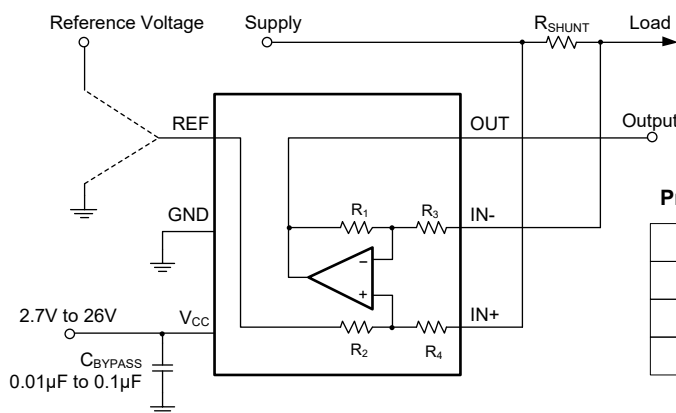 Reference Voltage
Supply
RSHUNT
Load
REF
OUT
Output
GND
R1
R3
IN-
−
+
2.7V to 26V
VCC
R2
R4
IN+
CBYPASS
0.01µF to 0.1µF